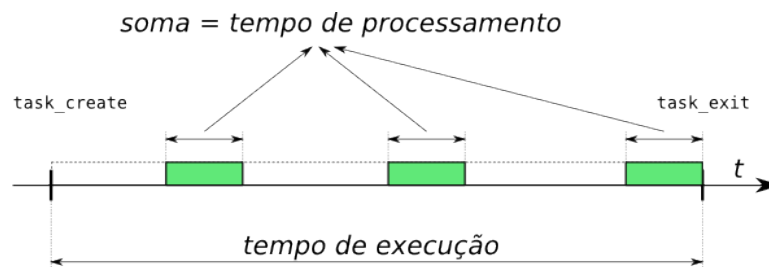 soma = tempo de processamento
task_create
task_exit
t
tempo de execução